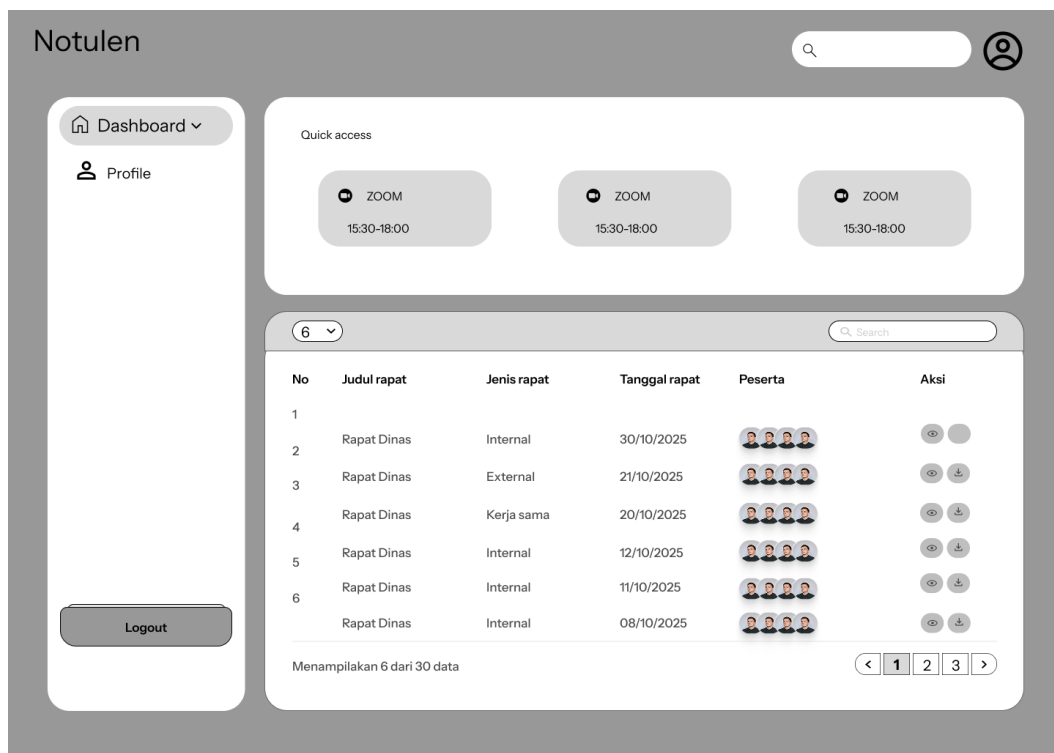 Notulen
Dashboard
Profile
Logout
Quick access
ZOOM
15:30-18:00
ZOOM
15:30-18:00
ZOOM
15:30-18:00
6
Search
No Judul rapat Jenis rapat Tanggal rapat Peserta Aksi
1
Rapat Dinas Internal 30/10/2025
2
Rapat Dinas External 21/10/2025
3
Rapat Dinas Kerja sama 20/10/2025
4
Rapat Dinas Internal 12/10/2025
5
Rapat Dinas Internal 11/10/2025
6
Rapat Dinas Internal 08/10/2025
Menampilakan 6 dari 30 data
1 2 3